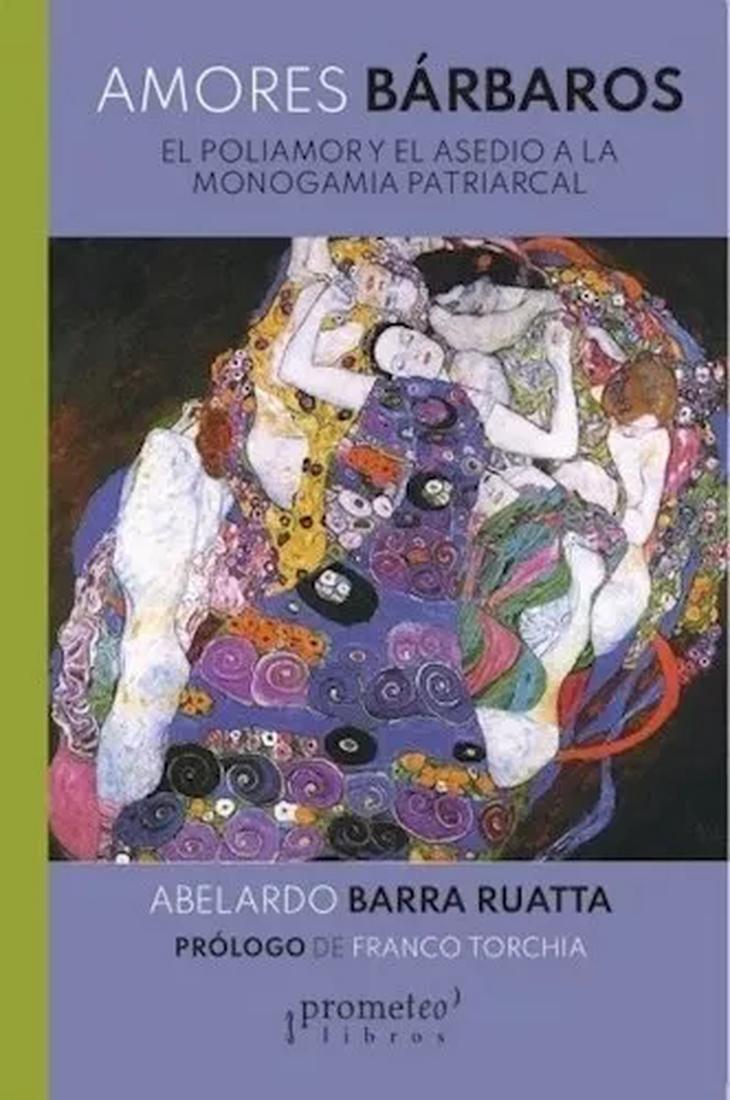 AMORES BÁRBAROS
EL POLIAMOR Y EL ASEDIO A LA
MONOGAMIA PATRIARCAL
ABELARDO BARRA RUATTA
PRÓLOGO DE FRANCO TORCHIA
prometeo
libros